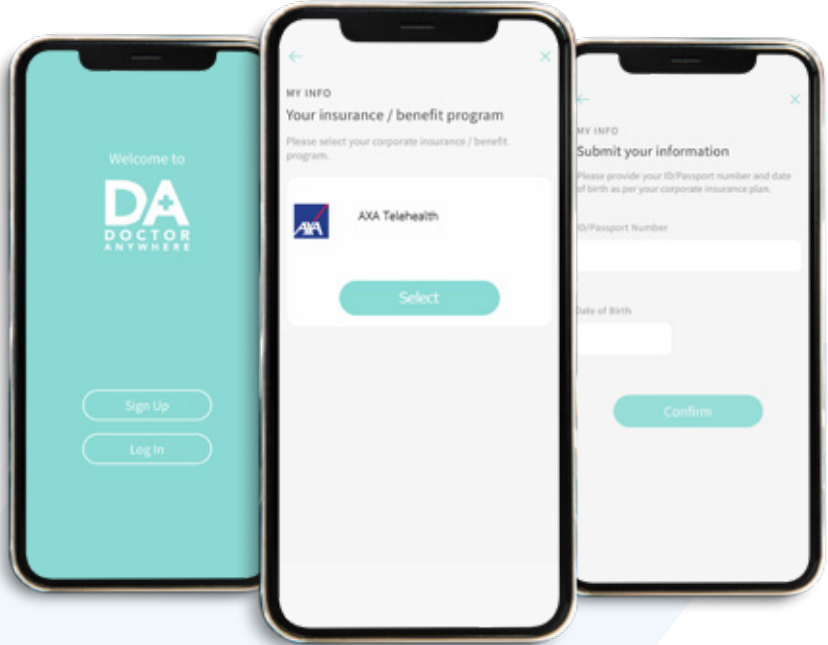 Welcome to
DA
DOCTOR
ANYWHERE
Sign Up
Log In
MY INFO
Your insurance / benefit program
Please select your corporate insurance / benefit
program.
AXA
AXA Telehealth
Select
MY INFO
Submit your information
Please provide your ID/Passport number and date
of birth as per your corporate insurance plan.
ID/Passport Number
Date of Birth
Confirm